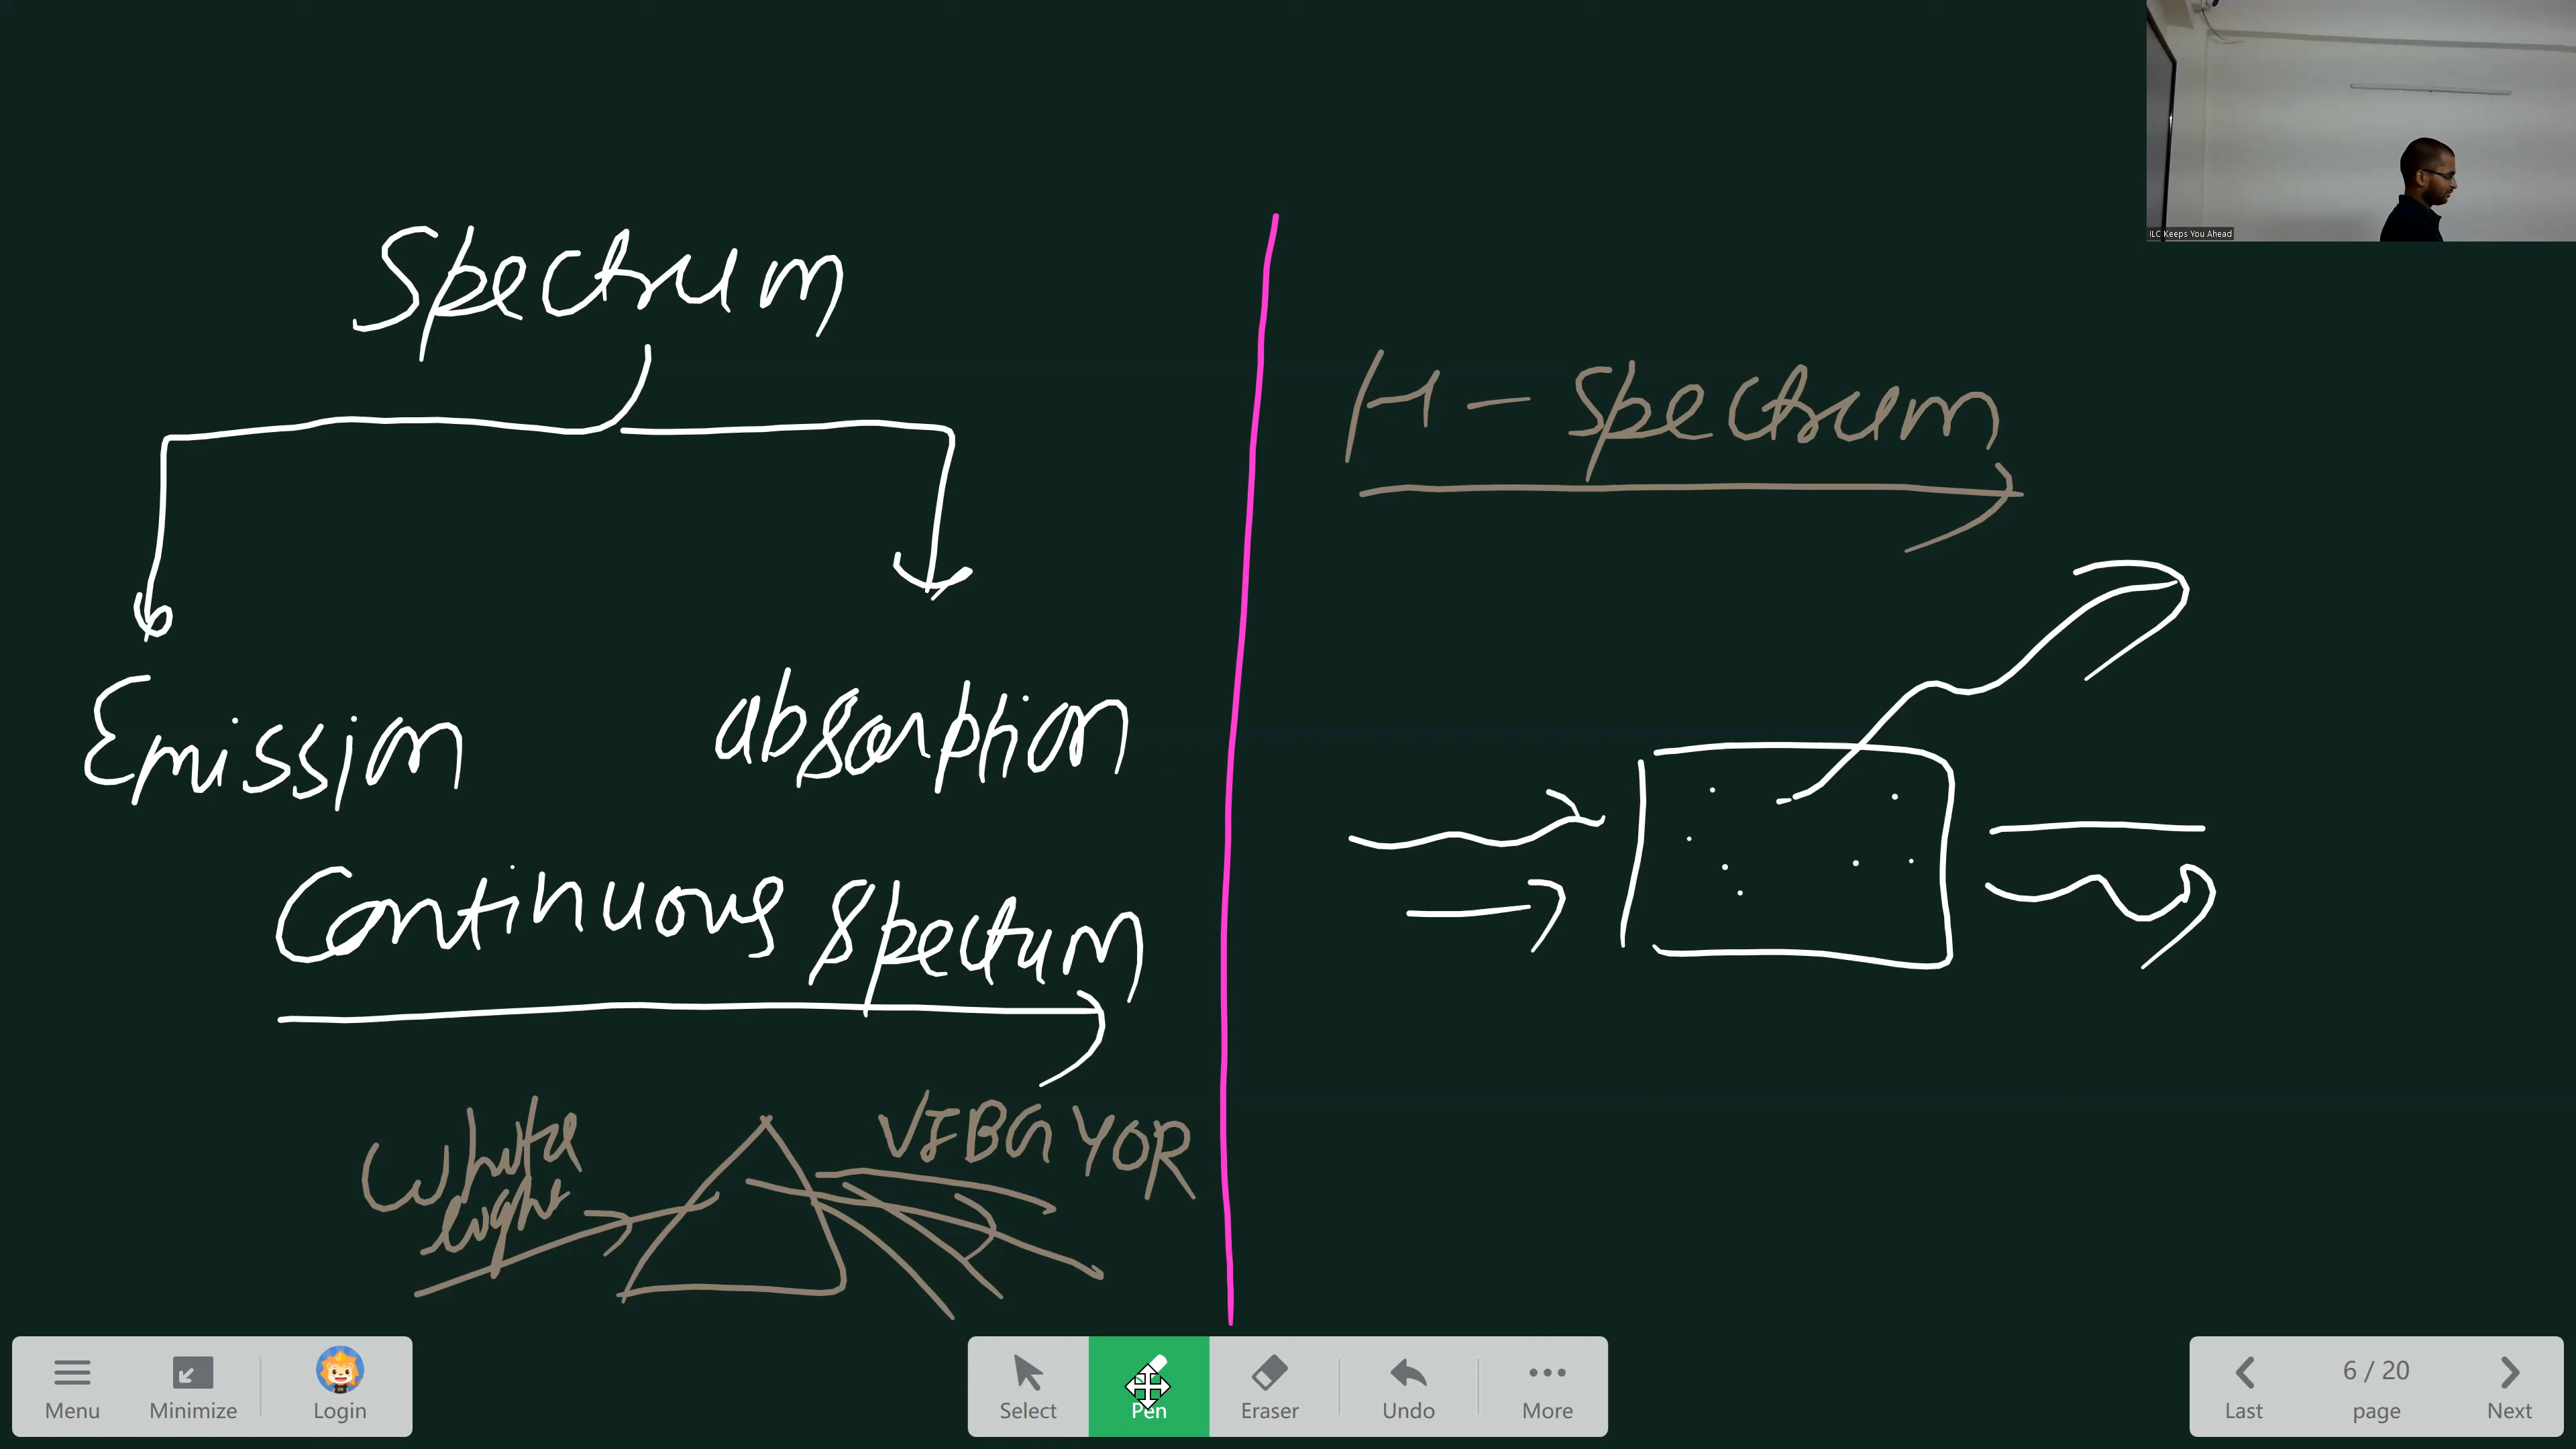 ILC Keeps You Ahead
Spectrum
Emission
absorption
Continuous Spectrum
White
light
VIBGYOR
H - Spectrum
Menu
Minimize
Login
Select
Pen
Eraser
Undo
More
Last
6 / 20
page
Next